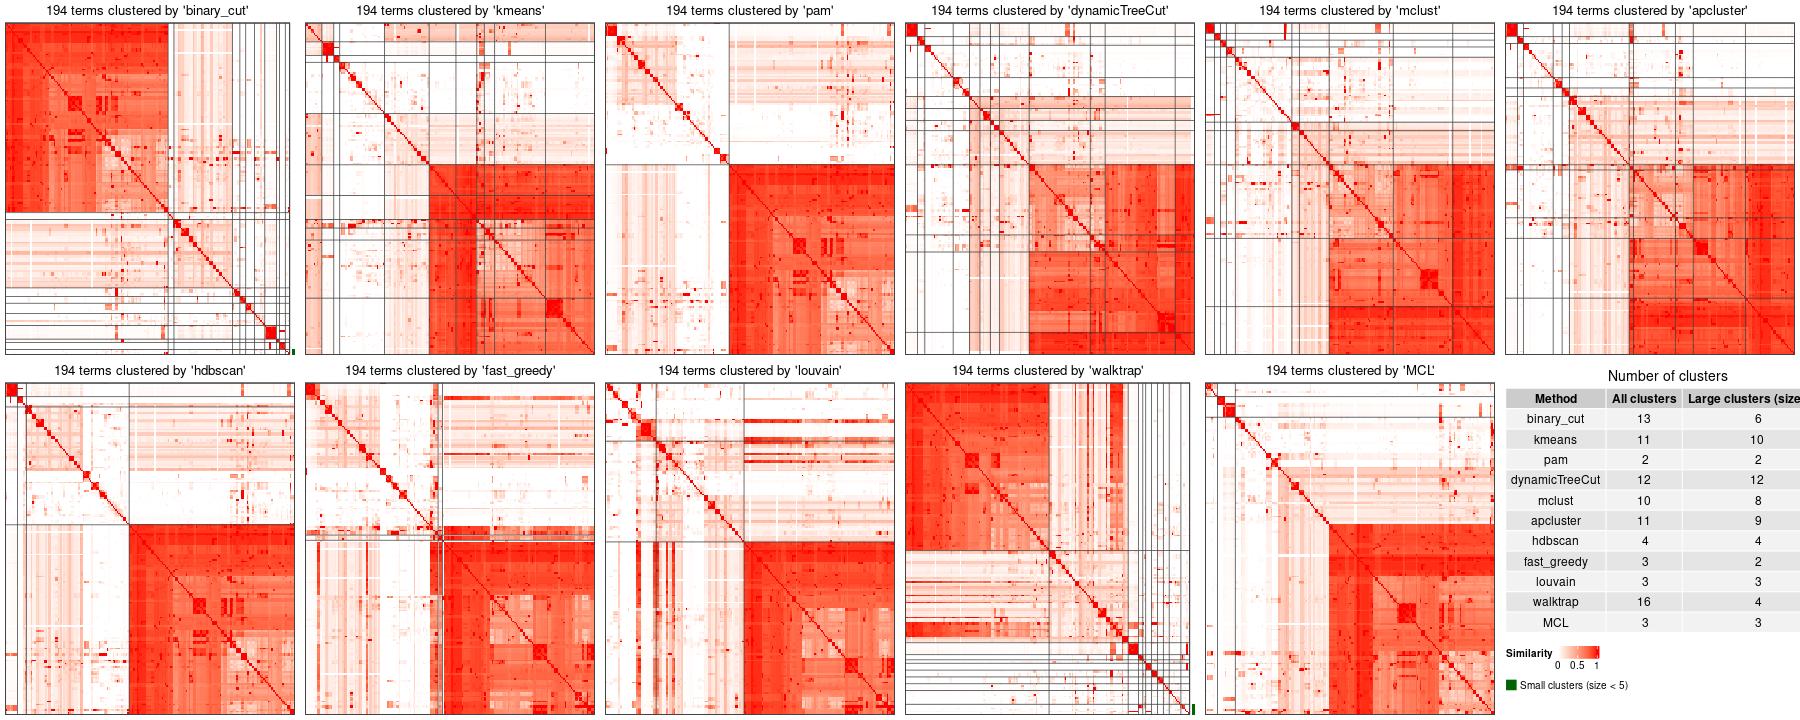 194 terms clustered by 'binary_cut'
194 terms clustered by 'kmeans'
194 terms clustered by 'pam'
194 terms clustered by 'dynamicTreeCut'
194 terms clustered by 'mclust'
194 terms clustered by 'apcluster'
194 terms clustered by 'hdbscan'
194 terms clustered by 'fast_greedy'
194 terms clustered by 'louvain'
194 terms clustered by 'walktrap'
194 terms clustered by 'MCL'
Number of clusters
Method All clusters Large clusters (size
binary_cut 13 6
kmeans 11 10
pam 2 2
dynamicTreeCut 12 12
mclust 10 8
apcluster 11 9
hdbscan 4 4
fast_greedy 3 2
louvain 3 3
walktrap 16 4
MCL 3 3
Similarity
0 0.5 1
Small clusters (size < 5)